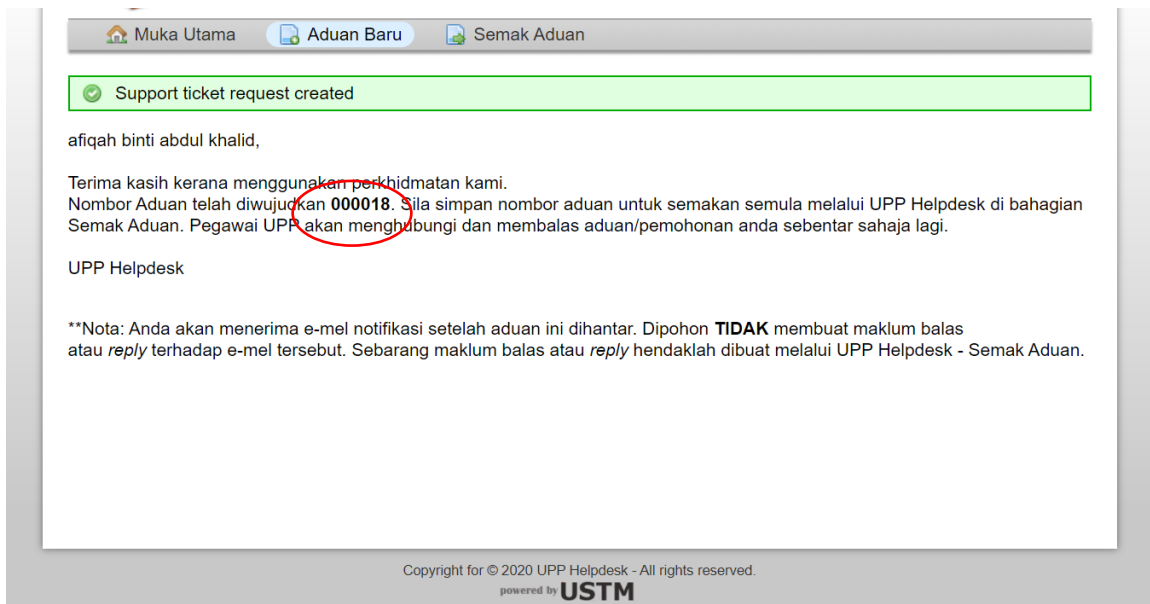 Muka Utama Aduan Baru Semak Aduan
Support ticket request created
afiqah binti abdul khalid,
Terima kasih kerana menggunakan perkhidmatan kami.
Nombor Aduan telah diwujudkan 000018. Sila simpan nombor aduan untuk semakan semula melalui UPP Helpdesk di bahagian
Semak Aduan. Pegawai UPP akan menghubungi dan membalas aduan/pemohonan anda sebentar sahaja lagi.
UPP Helpdesk
**Nota: Anda akan menerima e-mel notifikasi setelah aduan ini dihantar. Dipohon TIDAK membuat maklum balas
atau reply terhadap e-mel tersebut. Sebarang maklum balas atau reply hendaklah dibuat melalui UPP Helpdesk - Semak Aduan.
Copyright for © 2020 UPP Helpdesk - All rights reserved.
powered by USTM